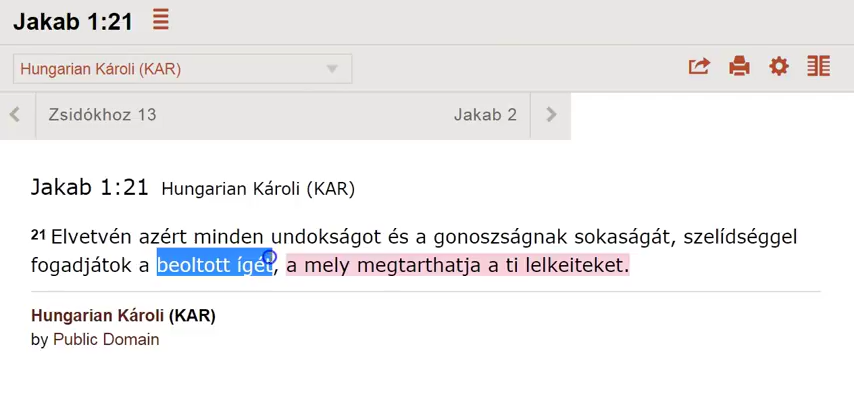 Jakab 1:21
Hungarian Károli (KAR)
Zsidókhoz 13
Jakab 2
Jakab 1:21 Hungarian Károli (KAR)
21 Elvetvén azért minden undokságot és a gonoszságnak sokaságát, szelídséggel
fogadjátok a beoltott ígét, a mely megtarthatja a ti lelkeiteket.
Hungarian Károli (KAR)
by Public Domain